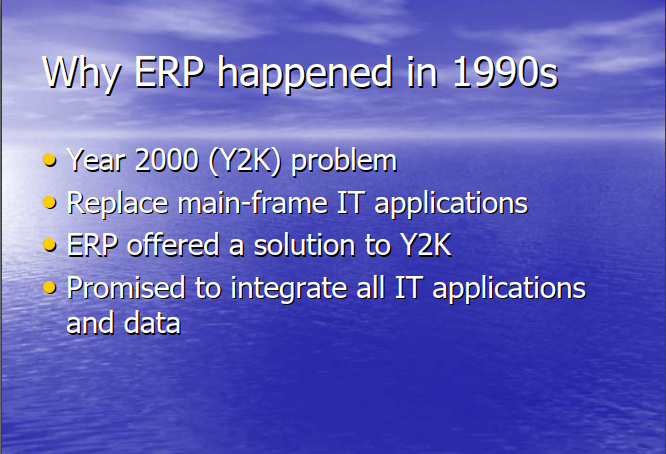 Why ERP happened in 1990s
• Year 2000 (Y2K) problem
• Replace main-frame IT applications
• ERP offered a solution to Y2K
• Promised to integrate all IT applications
and data